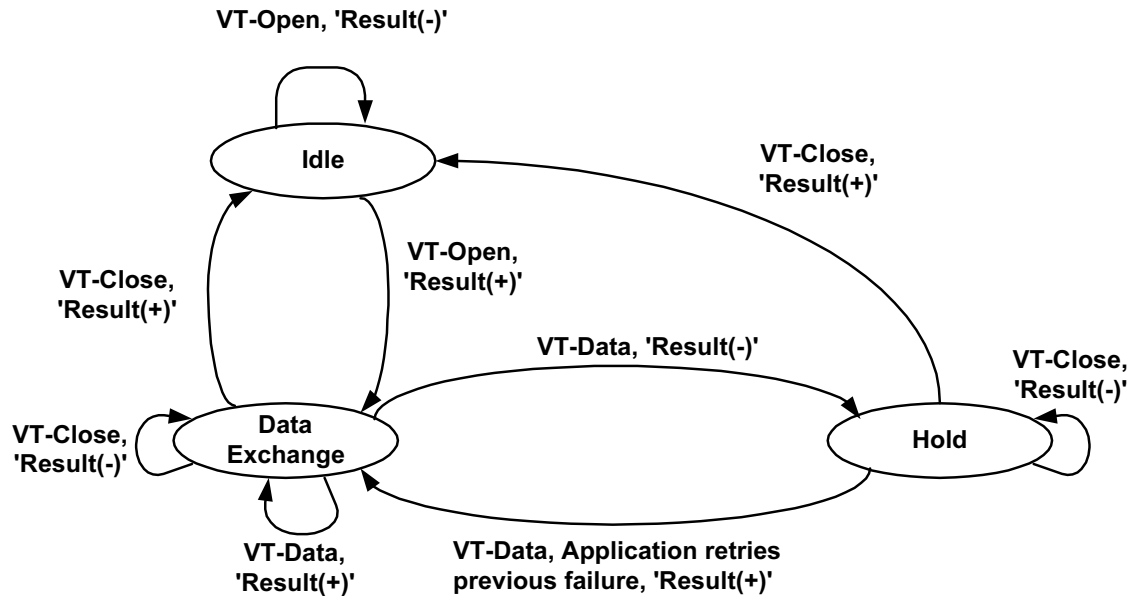 VT-Open, 'Result(-)'
Idle
VT-Close,
'Result(+)'
VT-Open,
'Result(+)'
VT-Close,
'Result(+)'
VT-Data, 'Result(-)'
VT-Close,
'Result(-)'
VT-Close,
'Result(-)'
Data
Exchange
Hold
VT-Data,
'Result(+)'
VT-Data, Application retries
previous failure, 'Result(+)'